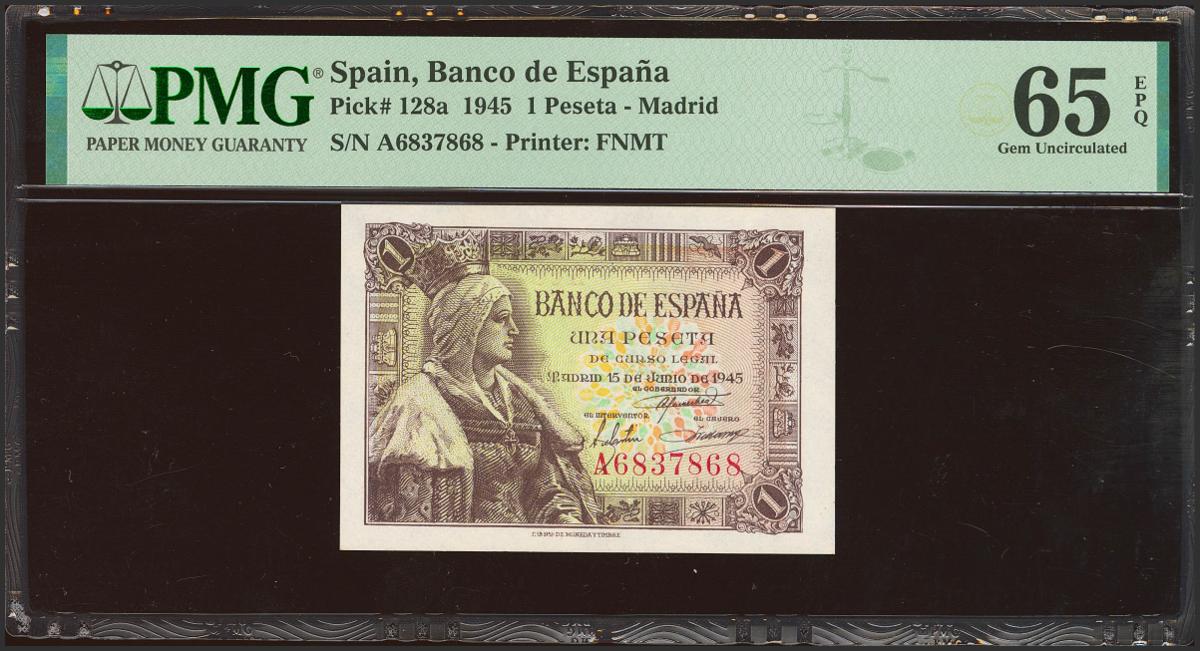 PMG®
PAPER MONEY GUARANTY
Spain, Banco de España
Pick# 128a 1945 1 Peseta - Madrid
S/N A6837868 - Printer: FNMT
65 EPQ
Gem Uncirculated
1
1
BANCO DE ESPAÑA
UNA PESETA
DE CURSO LEGAL
MADRID 15 DE JUNIO DE 1945
EL GOBERNADOR
EL INTERVENTOR
EL CAJERO
A6837868
1
PMG